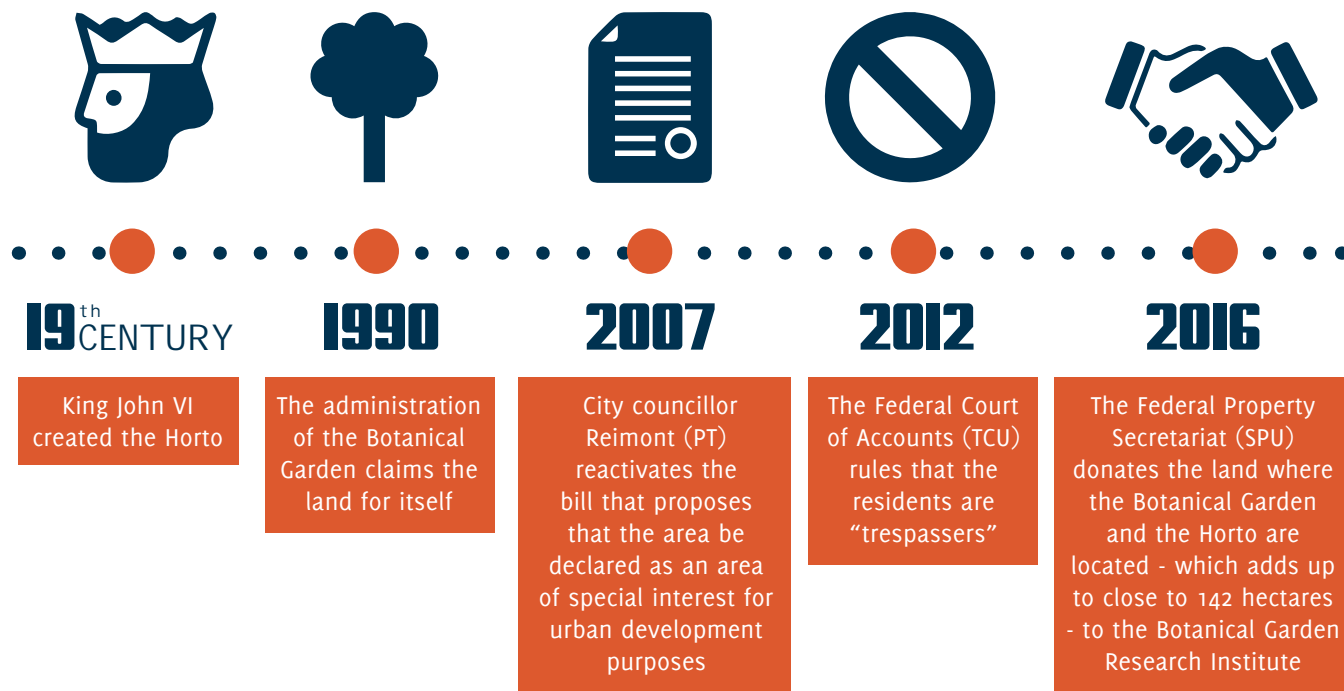 19th CENTURY
King John VI
created the Horto
1990
The administration
of the Botanical
Garden claims the
land for itself
2007
City councillor
Reimont (PT)
reactivates the
bill that proposes
that the area be
declared as an area
of special interest for
urban development
purposes
2012
The Federal Court
of Accounts (TCU)
rules that the
residents are
“trespassers”
2016
The Federal Property
Secretariat (SPU)
donates the land where
the Botanical Garden
and the Horto are
located - which adds up
to close to 142 hectares
- to the Botanical Garden
Research Institute